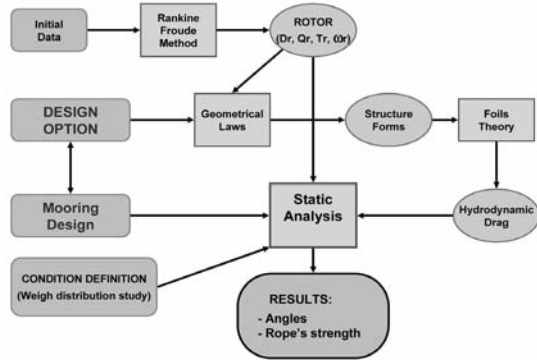 Initial
Data
Rankine
Froude
Method
ROTOR
(Dr, Qr, Tr, ωr)
DESIGN
OPTION
Geometrical
Laws
Structure
Forms
Foils
Theory
Mooring
Design
Static
Analysis
Hydrodynamic
Drag
CONDITION DEFINITION
(Weigh distribution study)
RESULTS:
- Angles
- Rope's strength